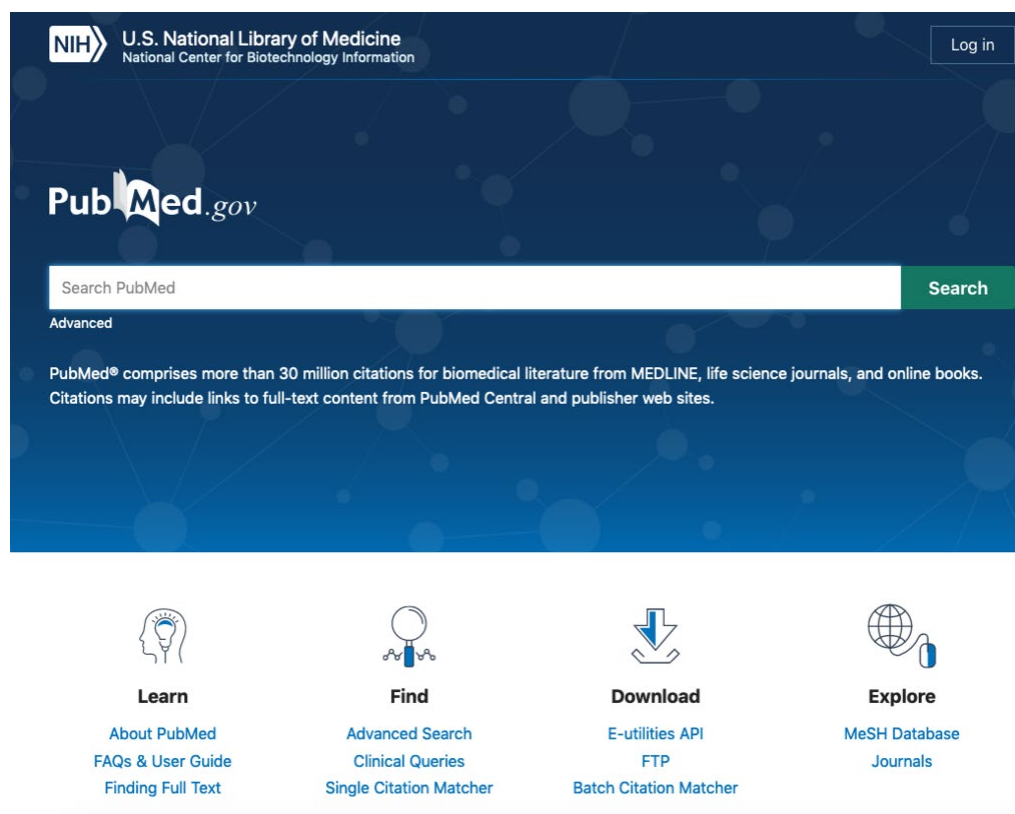 NIH
U.S. National Library of Medicine
National Center for Biotechnology Information
Log in
PubMed.gov
Search PubMed
Search
Advanced
PubMed® comprises more than 30 million citations for biomedical literature from MEDLINE, life science journals, and online books.
Citations may include links to full-text content from PubMed Central and publisher web sites.
Learn
About PubMed
FAQs & User Guide
Finding Full Text
Find
Advanced Search
Clinical Queries
Single Citation Matcher
Download
E-utilities API
FTP
Batch Citation Matcher
Explore
MeSH Database
Journals